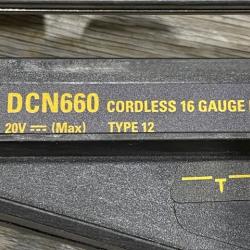 DCN660 CORDLESS 16 GAUGE
20V ⎓ (Max) TYPE 12